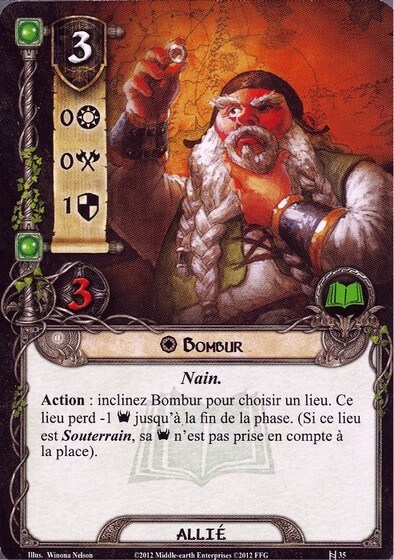 3
0
0
1
3
Bombur
Nain.
Action : inclinez Bombur pour choisir un lieu. Ce
lieu perd -1 jusqu'à la fin de la phase. (Si ce lieu
est Souterrain, sa n'est pas prise en compte à
la place).
ALLIÉ
Illus. Winona Nelson
©2012 Middle-earth Enterprises ©2012 FFG
35